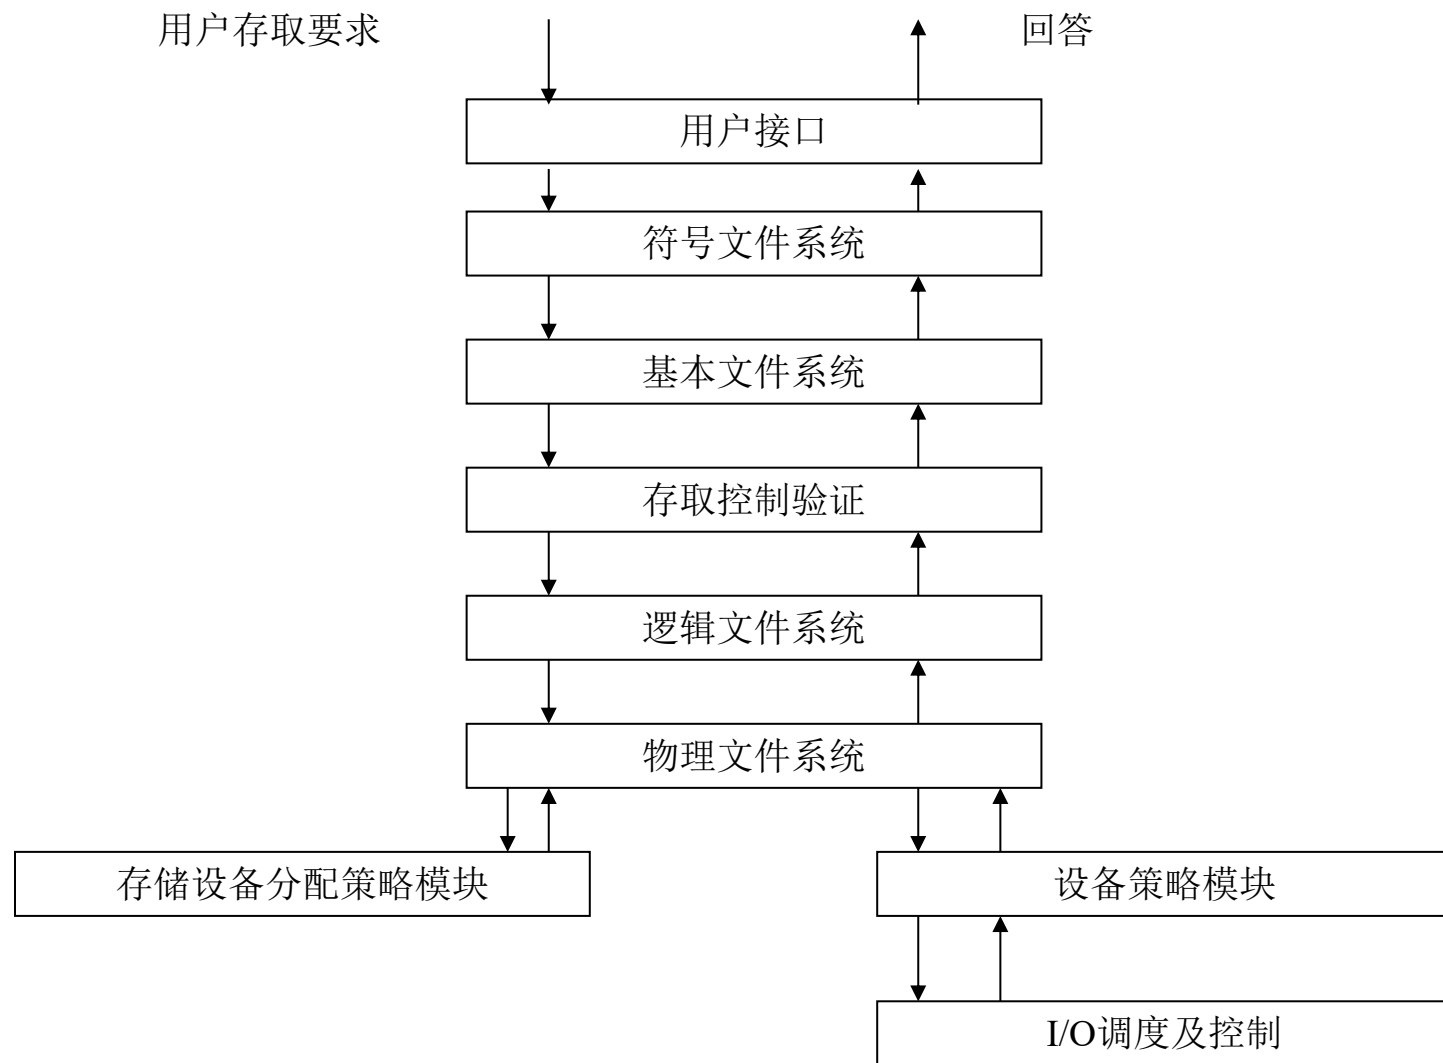 用户存取要求
回答
用户接口
符号文件系统
基本文件系统
存取控制验证
逻辑文件系统
物理文件系统
存储设备分配策略模块
设备策略模块
I/O调度及控制